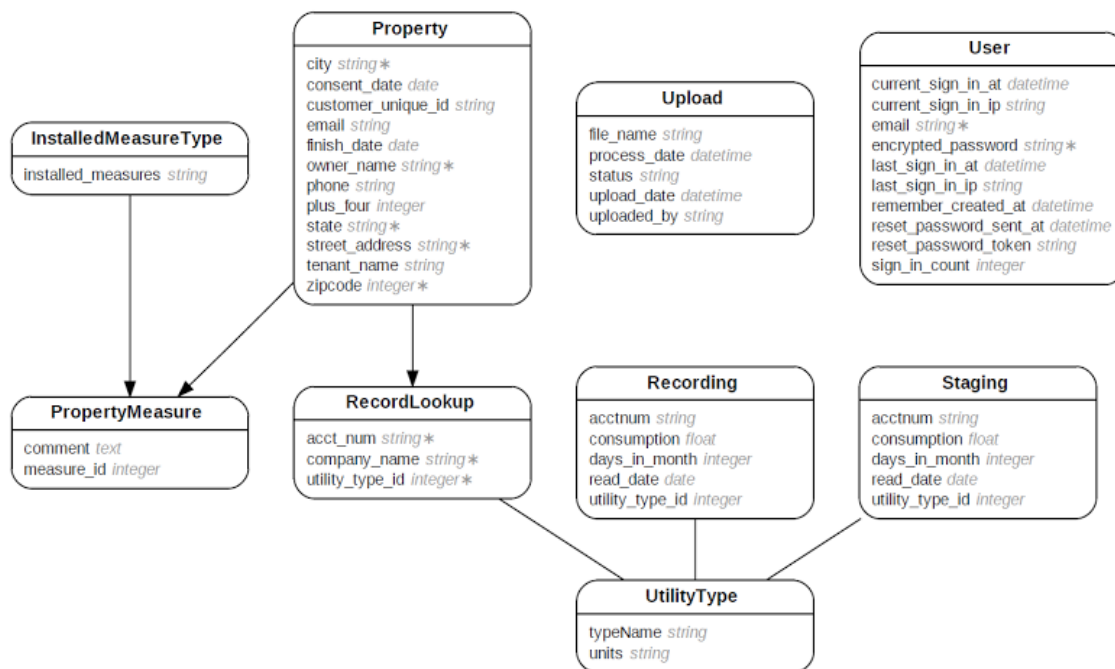 Property
city string*
consent_date date
customer_unique_id string
email string
finish_date date
owner_name string*
phone string
plus_four integer
state string*
street_address string*
tenant_name string
zipcode integer*
User
current_sign_in_at datetime
current_sign_in_ip string
email string*
encrypted_password string*
last_sign_in_at datetime
last_sign_in_ip string
remember_created_at datetime
reset_password_sent_at datetime
reset_password_token string
sign_in_count integer
Upload
file_name string
process_date datetime
status string
upload_date datetime
uploaded_by string
InstalledMeasureType
installed_measures string
PropertyMeasure
comment text
measure_id integer
RecordLookup
acct_num string*
company_name string*
utility_type_id integer*
Recording
acctnum string
consumption float
days_in_month integer
read_date date
utility_type_id integer
Staging
acctnum string
consumption float
days_in_month integer
read_date date
utility_type_id integer
UtilityType
typeName string
units string